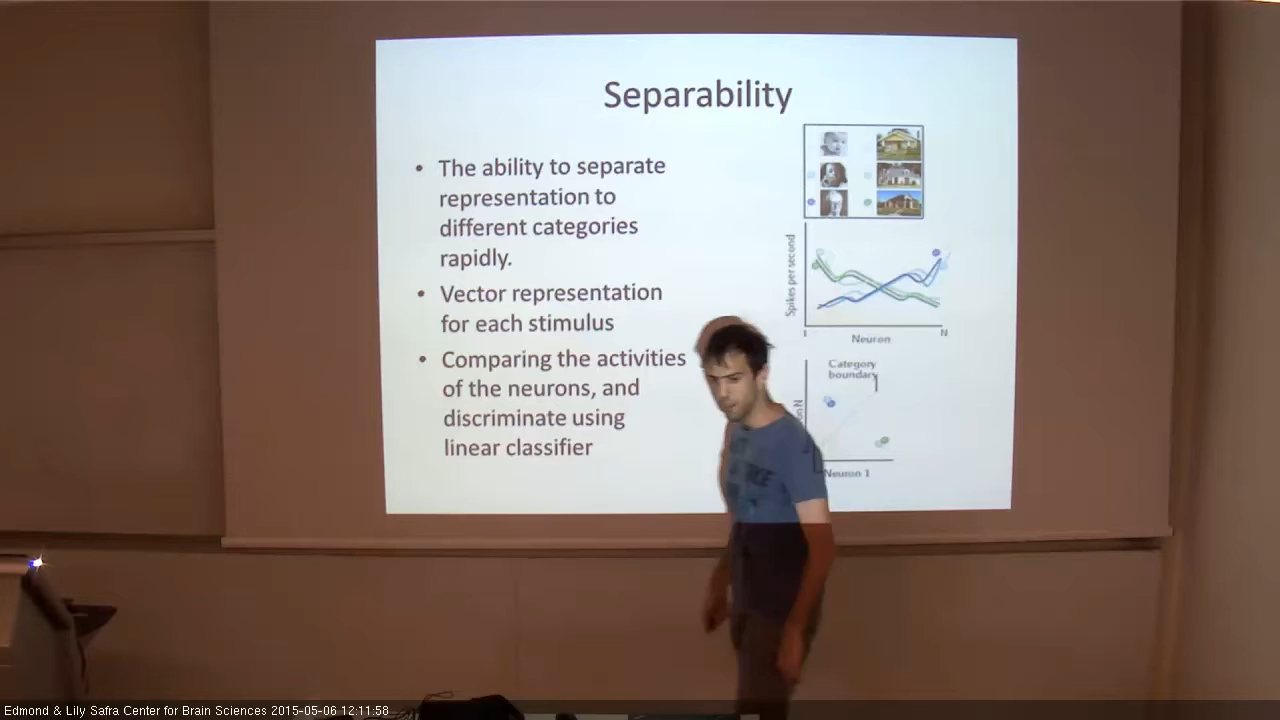 Separability
• The ability to separate
representation to
different categories
rapidly.
• Vector representation
for each stimulus
• Comparing the activities
of the neurons, and
discriminate using
linear classifier
Spikes per second
I
N
Neuron
Category
boundary
Neuron 1
Edmond & Lily Safra Center for Brain Sciences 2015-05-06 12:11:58